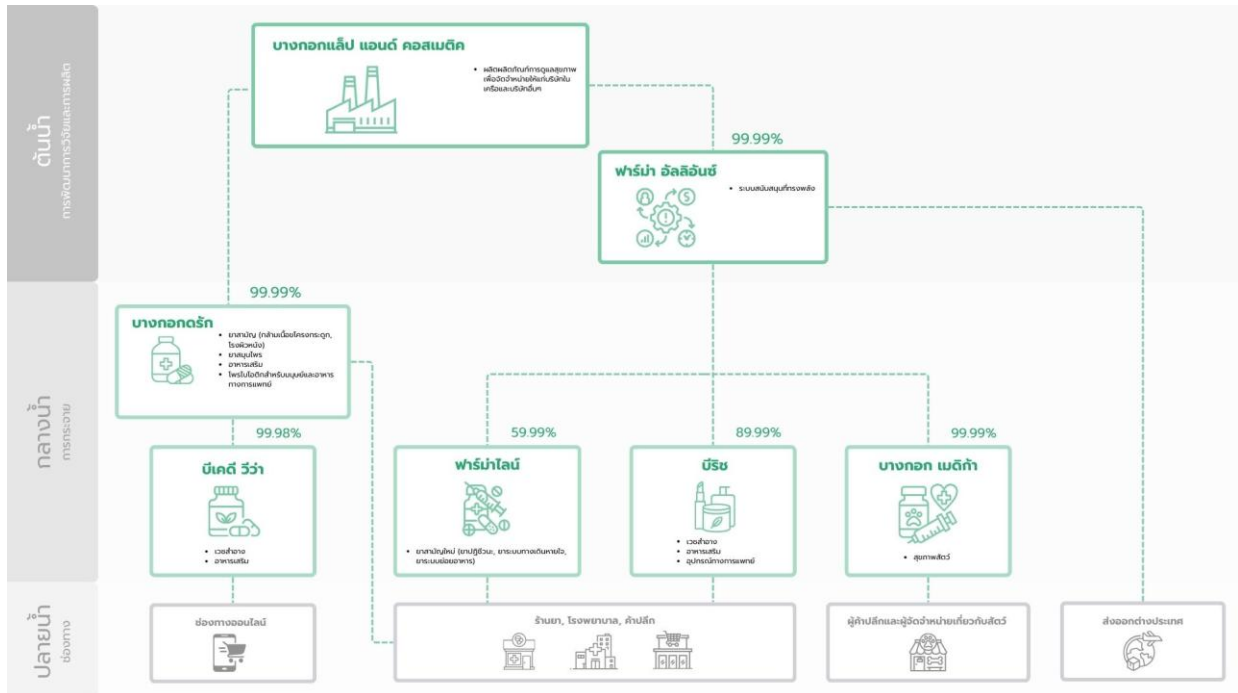 ต้นน้ำ
การพัฒนาการวิจัยและการผลิต
บางกอกแล็ป แอนด์ คอสเมติค
• ผลิตผลิตภัณฑ์การดูแลสุขภาพ
เพื่อจัดจำหน่ายให้แก่บริษัทใน
เครือและบริษัทอื่นๆ
99.99%
ฟาร์ม่า อัลลิอันซ์
• ระบบสนับสนุนที่ทรงพลัง
กลางน้ำ
การกระจาย
99.99%
บางกอกดรัก
• ยาสามัญ (กล้ามเนื้อโครงกระดูก,
โรคผิวหนัง)
• ยาสมุนไพร
• อาหารเสริม
• โพรไบโอติกสำหรับมนุษย์และอาหาร
ทางการแพทย์
99.98%
บีเคดี วีว่า
• เวชสำอาง
• อาหารเสริม
59.99%
ฟาร์ม่าไลน์
• ยาสามัญใหม่ (ยาปฏิชีวนะ, ยาระบบทางเดินหายใจ,
ยาระบบย่อยอาหาร)
89.99%
บีริช
• เวชสำอาง
• อาหารเสริม
• อุปกรณ์ทางการแพทย์
99.99%
บางกอก เมดิก้า
• สุขภาพสัตว์
ปลายน้ำ
ช่องทาง
ช่องทางออนไลน์
ร้านยา, โรงพยาบาล, ค้าปลีก
ผู้ค้าปลีกและผู้จัดจำหน่ายเกี่ยวกับสัตว์
ส่งออกต่างประเทศ